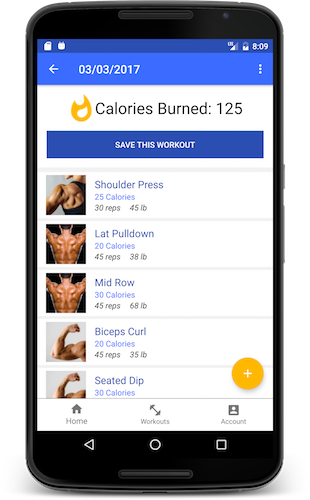 LTE 8:09
03/03/2017
Calories Burned: 125
SAVE THIS WORKOUT
Shoulder Press
25 Calories
30 reps 45 lb
Lat Pulldown
20 Calories
45 reps 38 lb
Mid Row
30 Calories
45 reps 68 lb
Biceps Curl
20 Calories
45 reps 35 lb
Seated Dip
30 Calories
+
Home Workouts Account